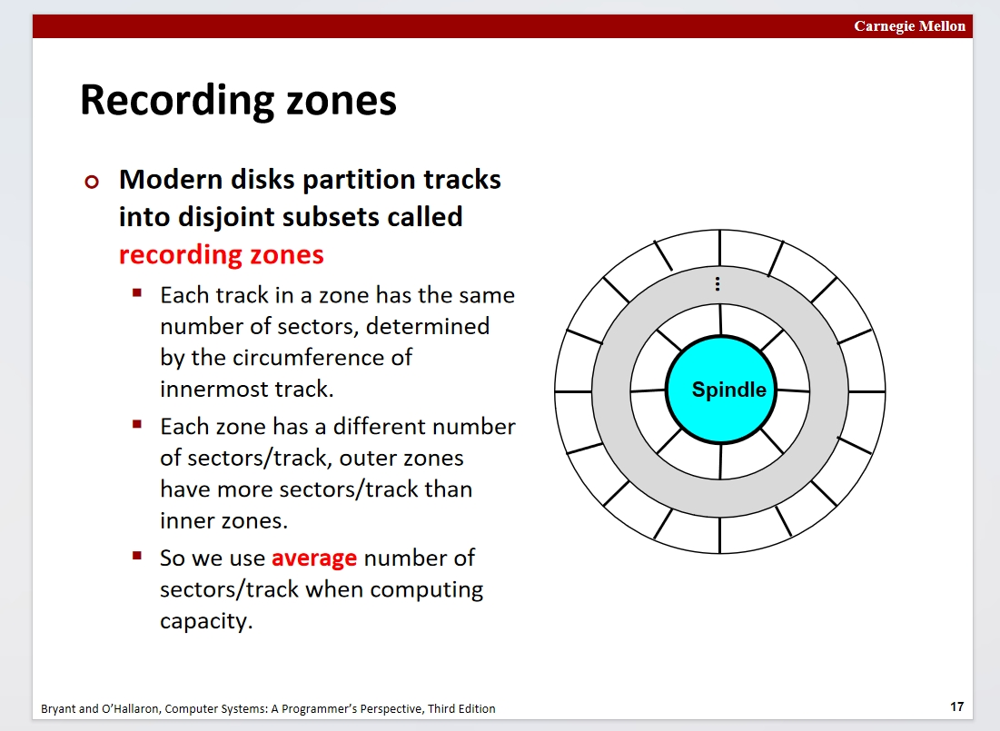 Carnegie Mellon
Recording zones
Modern disks partition tracks
into disjoint subsets called
recording zones
Each track in a zone has the same
number of sectors, determined
by the circumference of
innermost track.
Each zone has a different number
of sectors/track, outer zones
have more sectors/track than
inner zones.
So we use average number of
sectors/track when computing
capacity.
⋮
Spindle
Bryant and O’Hallaron, Computer Systems: A Programmer’s Perspective, Third Edition
17